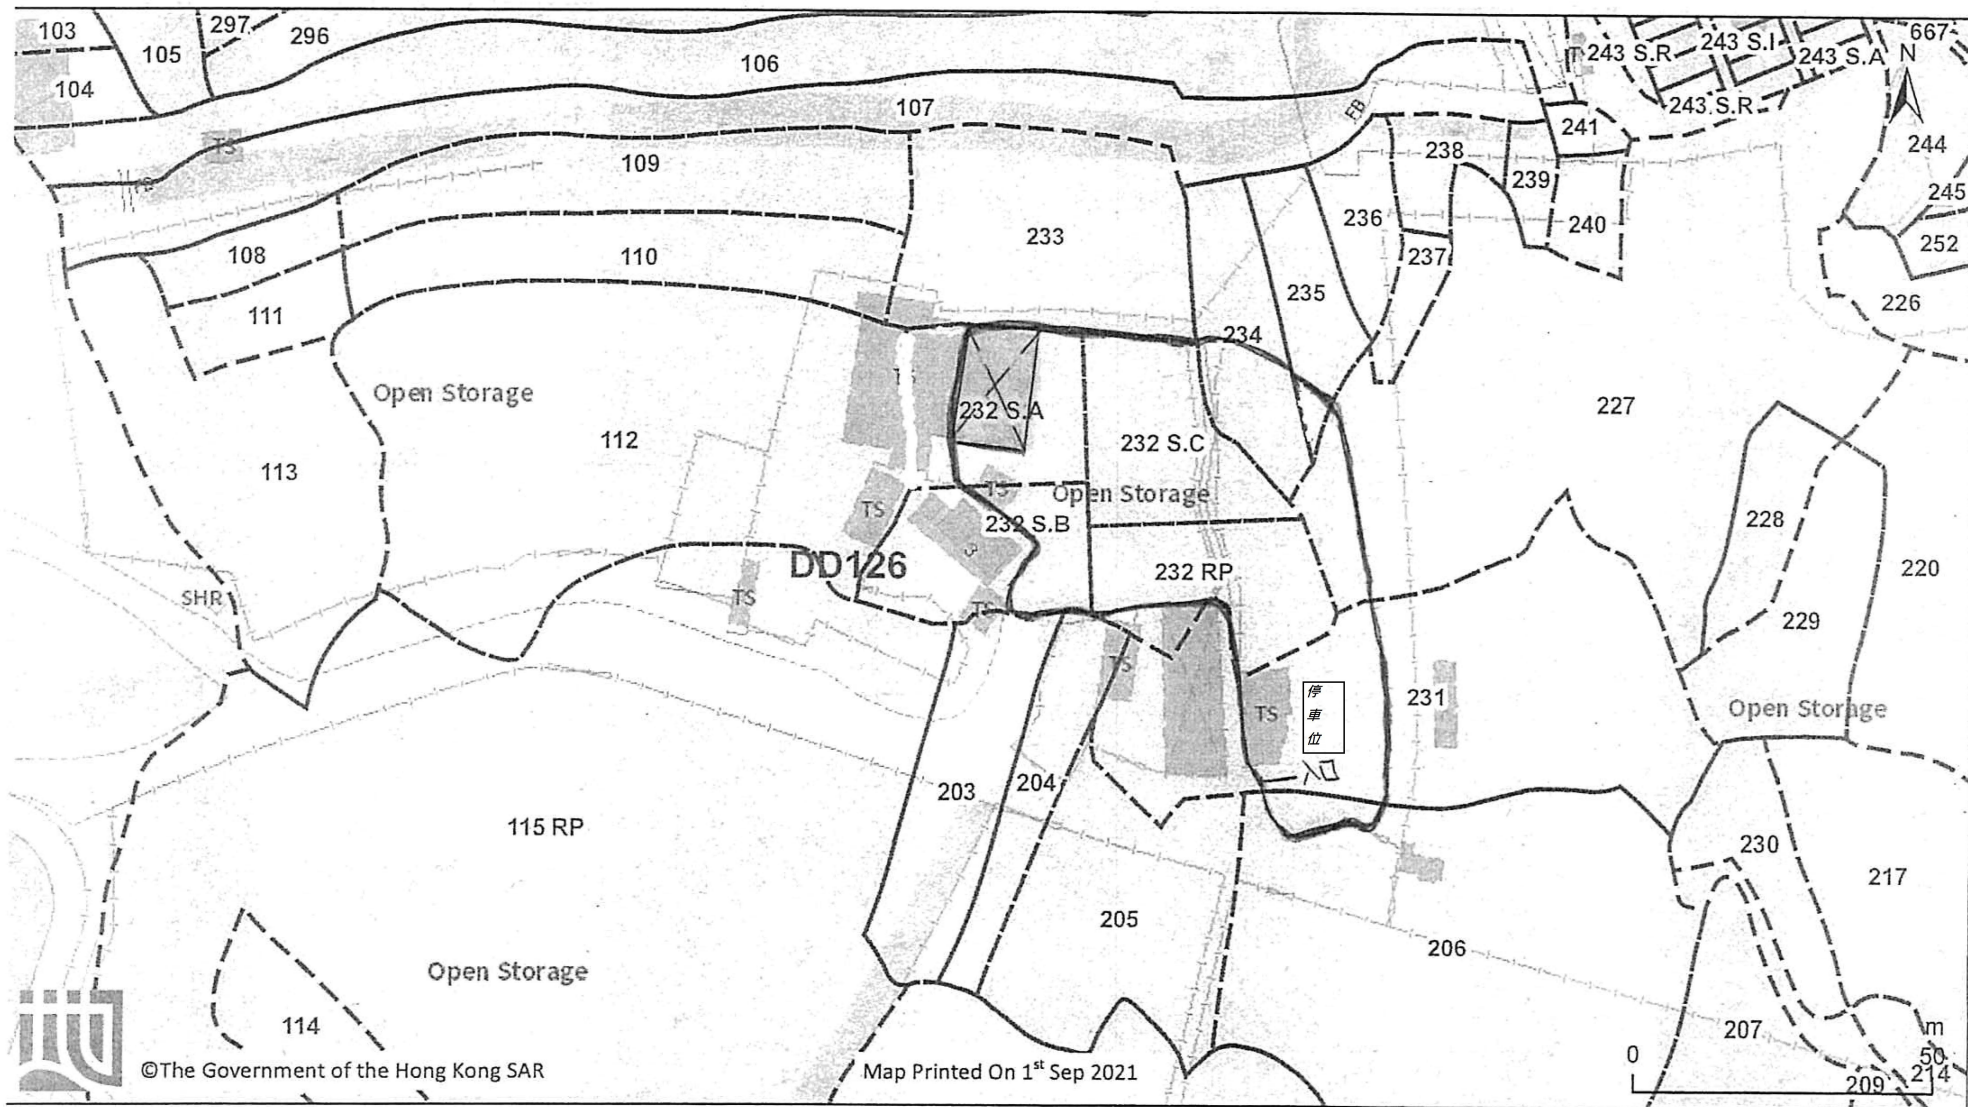 103
297
296
105
104
106
107
TS
109
108
110
111
112
113
Open Storage
233
234
235
236
237
238
239
240
241
FB
T
243 S.R
243 S.I
243 S.A
243 S.R
667
N
244
245
252
226
227
TS
232 S.A
232 S.C
Open Storage
TS
TS
232 S.B
3
DD126
232 RP
SHR
TS
TS
TS
TS
停
車
位
入口
231
228
229
220
Open Storage
203
204
205
206
115 RP
Open Storage
114
230
217
207
209
214
0
50
m
©The Government of the Hong Kong SAR
Map Printed On 1st Sep 2021